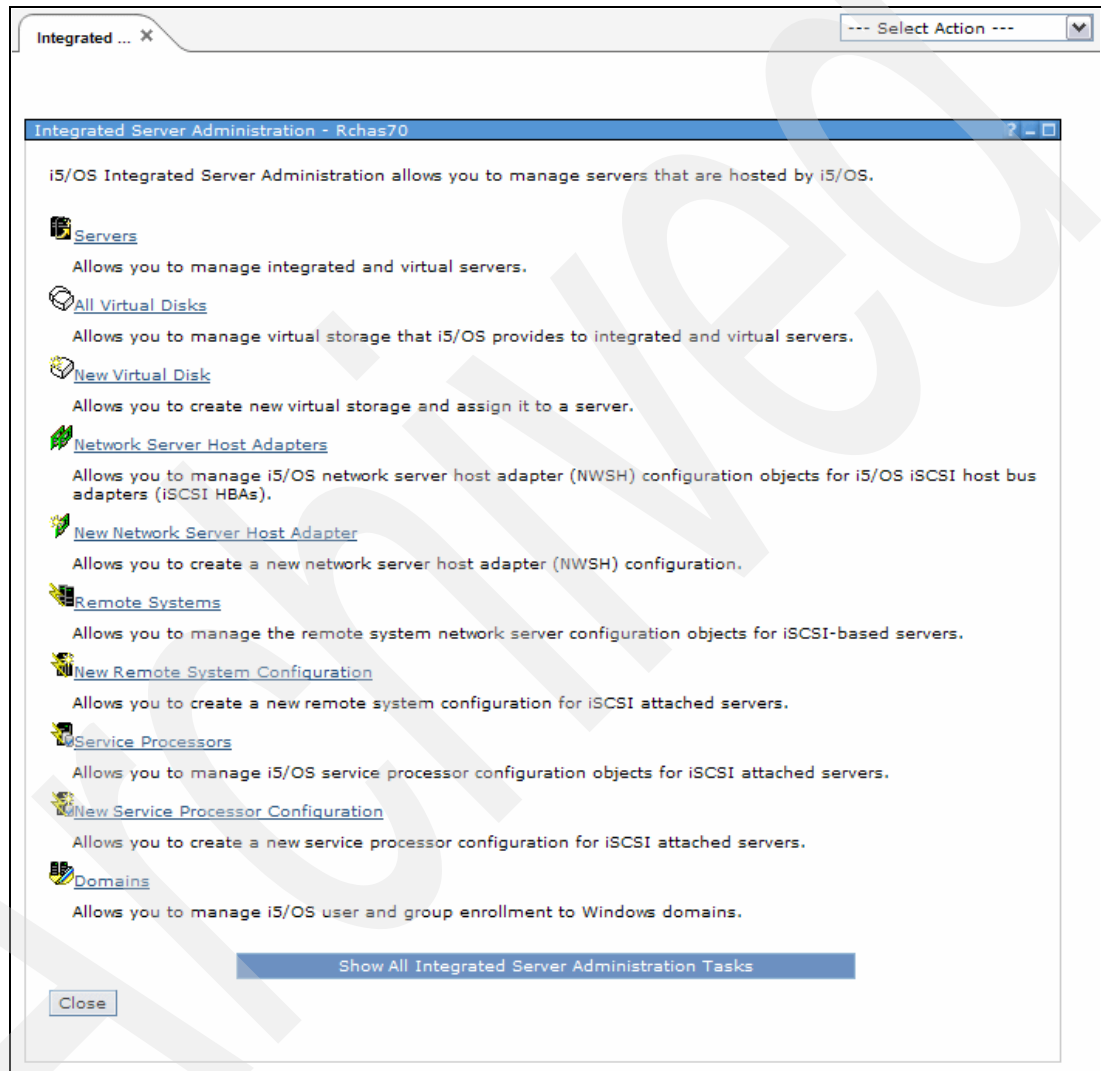 Integrated ... ×
--- Select Action ---
Integrated Server Administration - Rchas70
?
i5/OS Integrated Server Administration allows you to manage servers that are hosted by i5/OS.
Servers
Allows you to manage integrated and virtual servers.
All Virtual Disks
Allows you to manage virtual storage that i5/OS provides to integrated and virtual servers.
New Virtual Disk
Allows you to create new virtual storage and assign it to a server.
Network Server Host Adapters
Allows you to manage i5/OS network server host adapter (NWSH) configuration objects for i5/OS iSCSI host bus
adapters (iSCSI HBAs).
New Network Server Host Adapter
Allows you to create a new network server host adapter (NWSH) configuration.
Remote Systems
Allows you to manage the remote system network server configuration objects for iSCSI-based servers.
New Remote System Configuration
Allows you to create a new remote system configuration for iSCSI attached servers.
Service Processors
Allows you to manage i5/OS service processor configuration objects for iSCSI attached servers.
New Service Processor Configuration
Allows you to create a new service processor configuration for iSCSI attached servers.
Domains
Allows you to manage i5/OS user and group enrollment to Windows domains.
Show All Integrated Server Administration Tasks
Close
Archived